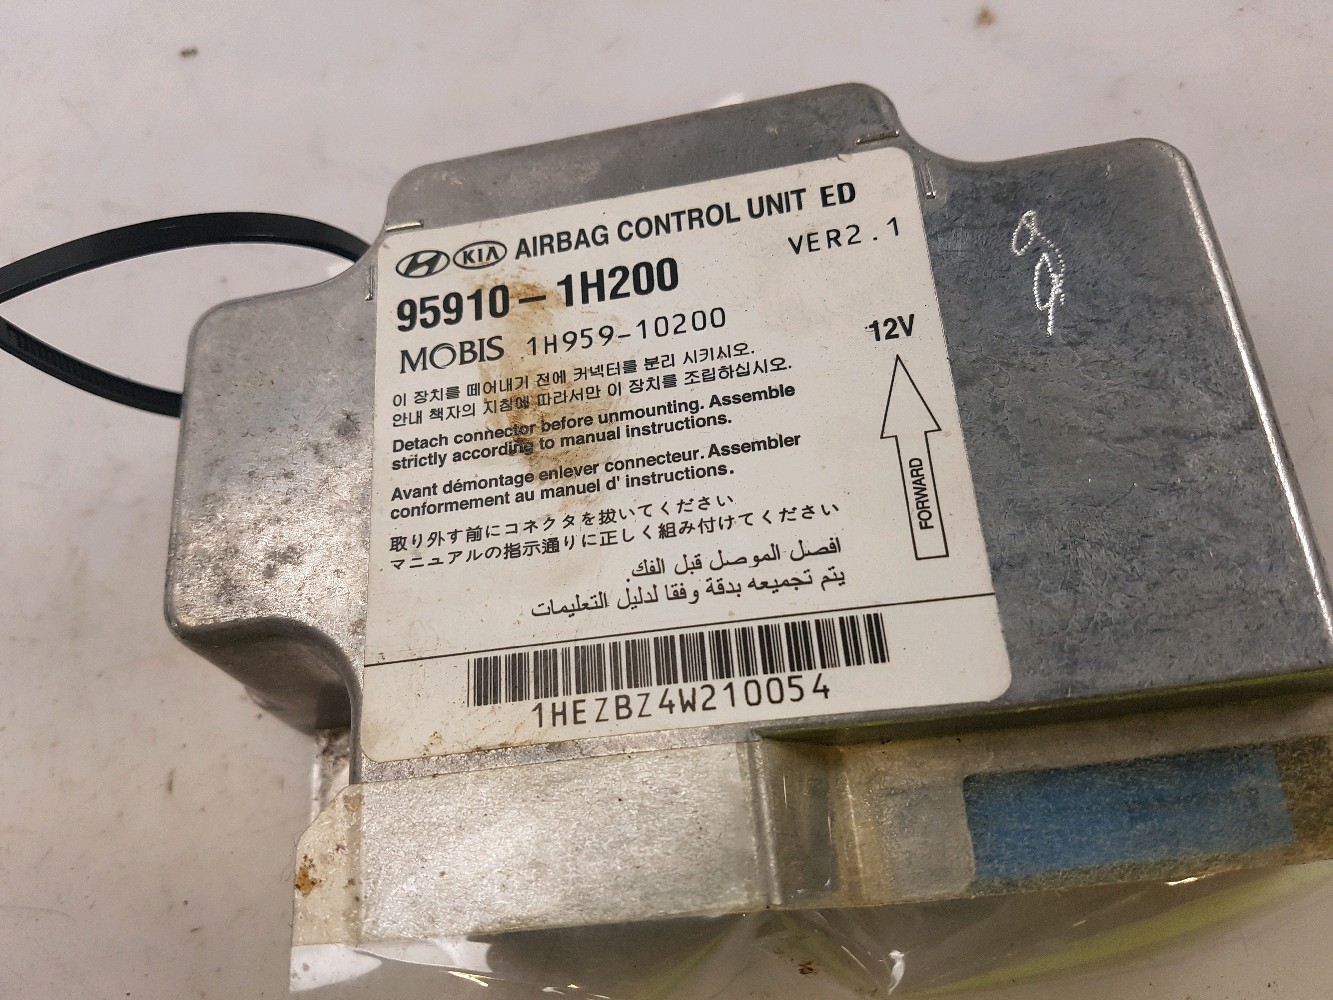 HYUNDAI KIA AIRBAG CONTROL UNIT ED
VER2.1
95910-1H200
MOBIS 1H959-10200
12V
이 장치를 떼어내기 전에 커넥터를 분리 시키시오.
안내 책자의 지침에 따라서만 이 장치를 조립하십시오.
Detach connector before unmounting. Assemble
strictly according to manual instructions.
Avant démontage enlever connecteur. Assembler
conformement au manuel d' instructions.
取り外す前にコネクタを抜いてください
マニュアルの指示通りに正しく組み付けてください
افصل الموصل قبل الفك.
يتم تجميعه بدقة وفقا لدليل التعليمات
FORWARD
1HEZBZ4W210054